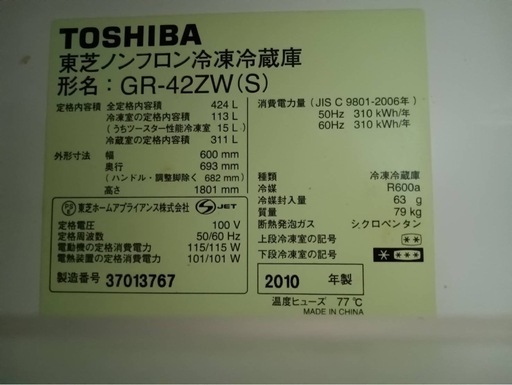 TOSHIBA
東芝ノンフロン冷凍冷蔵庫
形名：GR-42ZW(S)
定格内容積 全定格内容積 424 L
冷凍室の定格内容積 113 L
(うちツースター性能冷凍室 15 L)
冷蔵室の定格内容積 311 L
外形寸法 幅 600 mm
奥行 693 mm
(ハンドル・調整脚除く 682 mm)
高さ 1801 mm
PS E 東芝ホームアプライアンス株式会社 S JET
定格電圧 100 V
定格周波数 50/60 Hz
電動機の定格消費電力 115/115 W
電熱装置の定格消費電力 101/101 W
製造番号 37013767
消費電力量 (JIS C 9801-2006年)
50Hz 310 kWh/年
60Hz 310 kWh/年
種類 冷凍冷蔵庫
冷媒 R600a
冷媒封入量 63 g
質量 79 kg
断熱発泡ガス シクロペンタン
上段冷凍室の記号 **
下段冷凍室の記号 * ***
2010 年製
温度ヒューズ 77℃
MADE IN CHINA